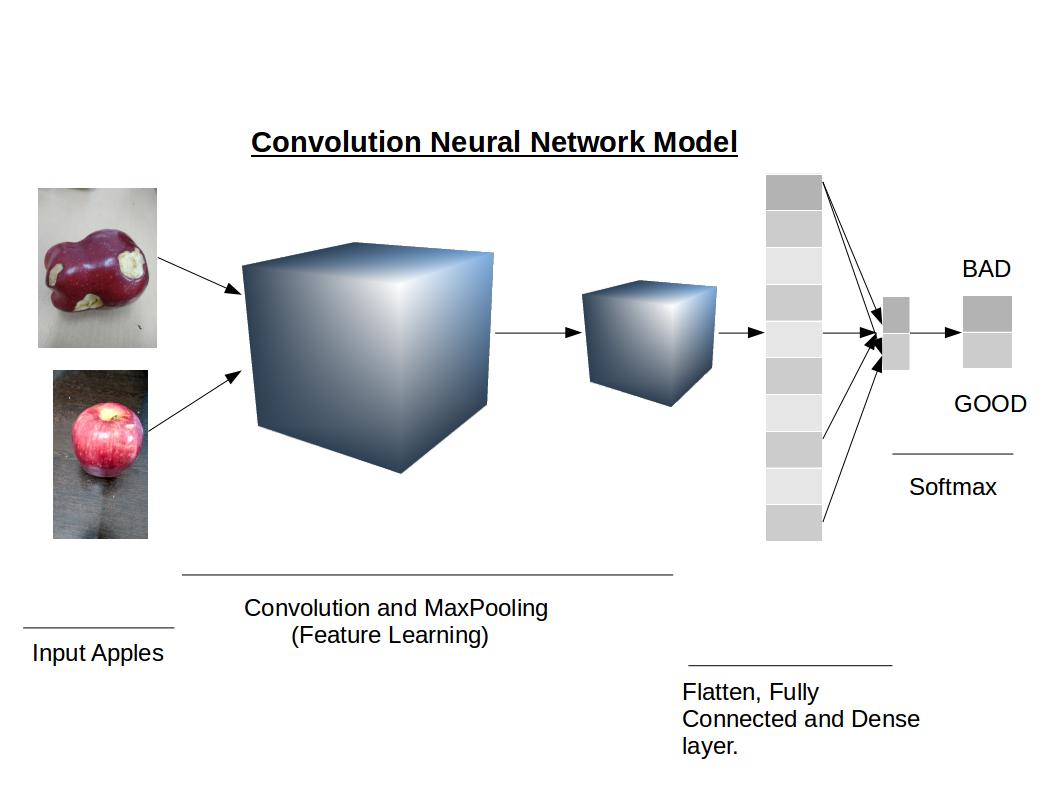 Convolution Neural Network Model
BAD
GOOD
Softmax
Convolution and MaxPooling
(Feature Learning)
Input Apples
Flatten, Fully
Connected and Dense
layer.